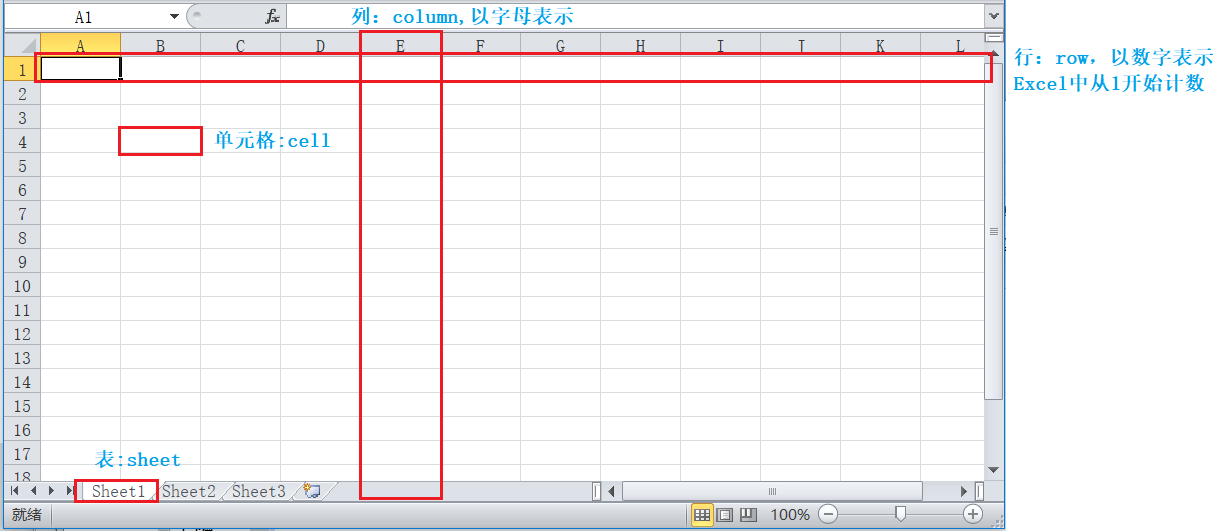 A1
fx
列：column,以字母表示
A B C D E F G H I J K L
行：row，以数字表示
Excel中从1开始计数
1
2
3
4
单元格:cell
5
6
7
8
9
10
11
12
13
14
15
16
17
表:sheet
18
Sheet1 Sheet2 Sheet3
就绪
100%